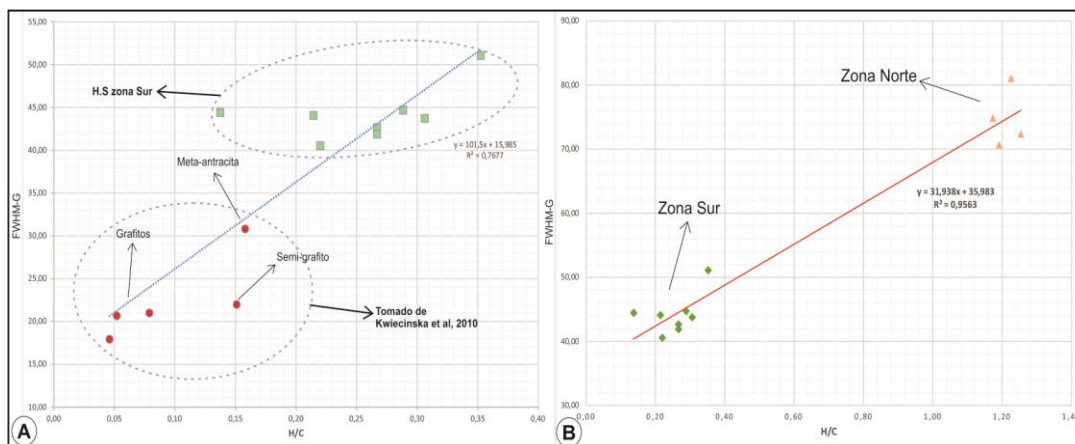 55,00
50,00
45,00
40,00
35,00
30,00
25,00
20,00
15,00
10,00
FWHM-G
H.S zona Sur
Meta-antracita
Grafitos
Semi-grafito
Tomado de
Kwiecinska et al, 2010
y = 101,5x + 15,985
R² = 0,7677
0,00 0,05 0,10 0,15 0,20 0,25 0,30 0,35 0,40
H/C
A
90,00
80,00
70,00
60,00
50,00
40,00
30,00
FWHM-G
Zona Norte
Zona Sur
y = 31,938x + 35,983
R² = 0,9563
0,00 0,20 0,40 0,60 0,80 1,00 1,20 1,40
H/C
B